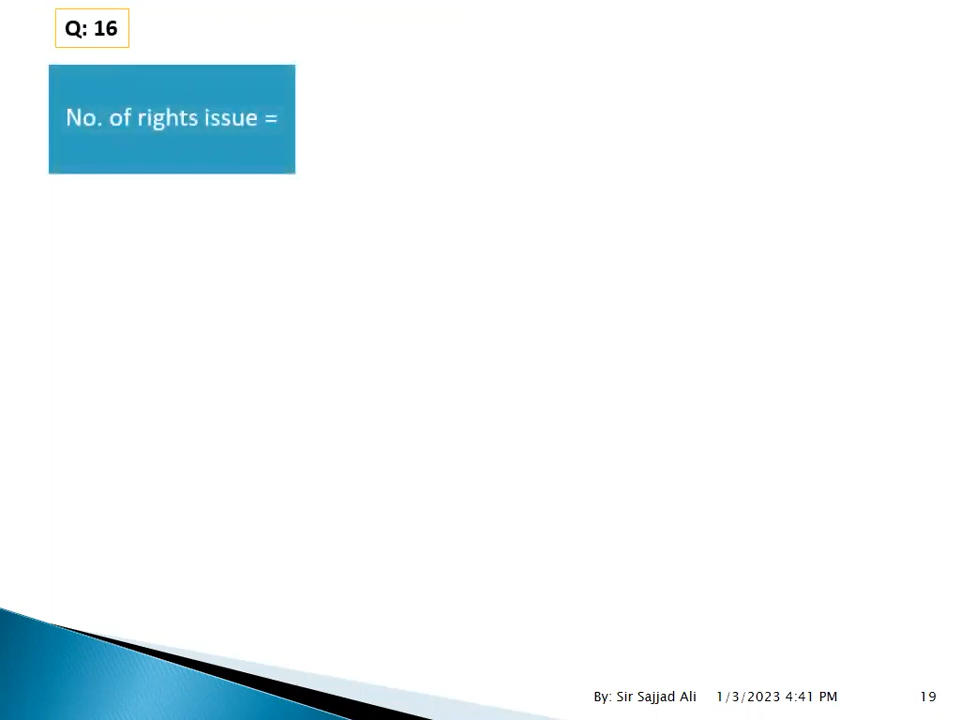 Q: 16
No. of rights issue =
By: Sir Sajjad Ali 1/3/2023 4:41 PM 19